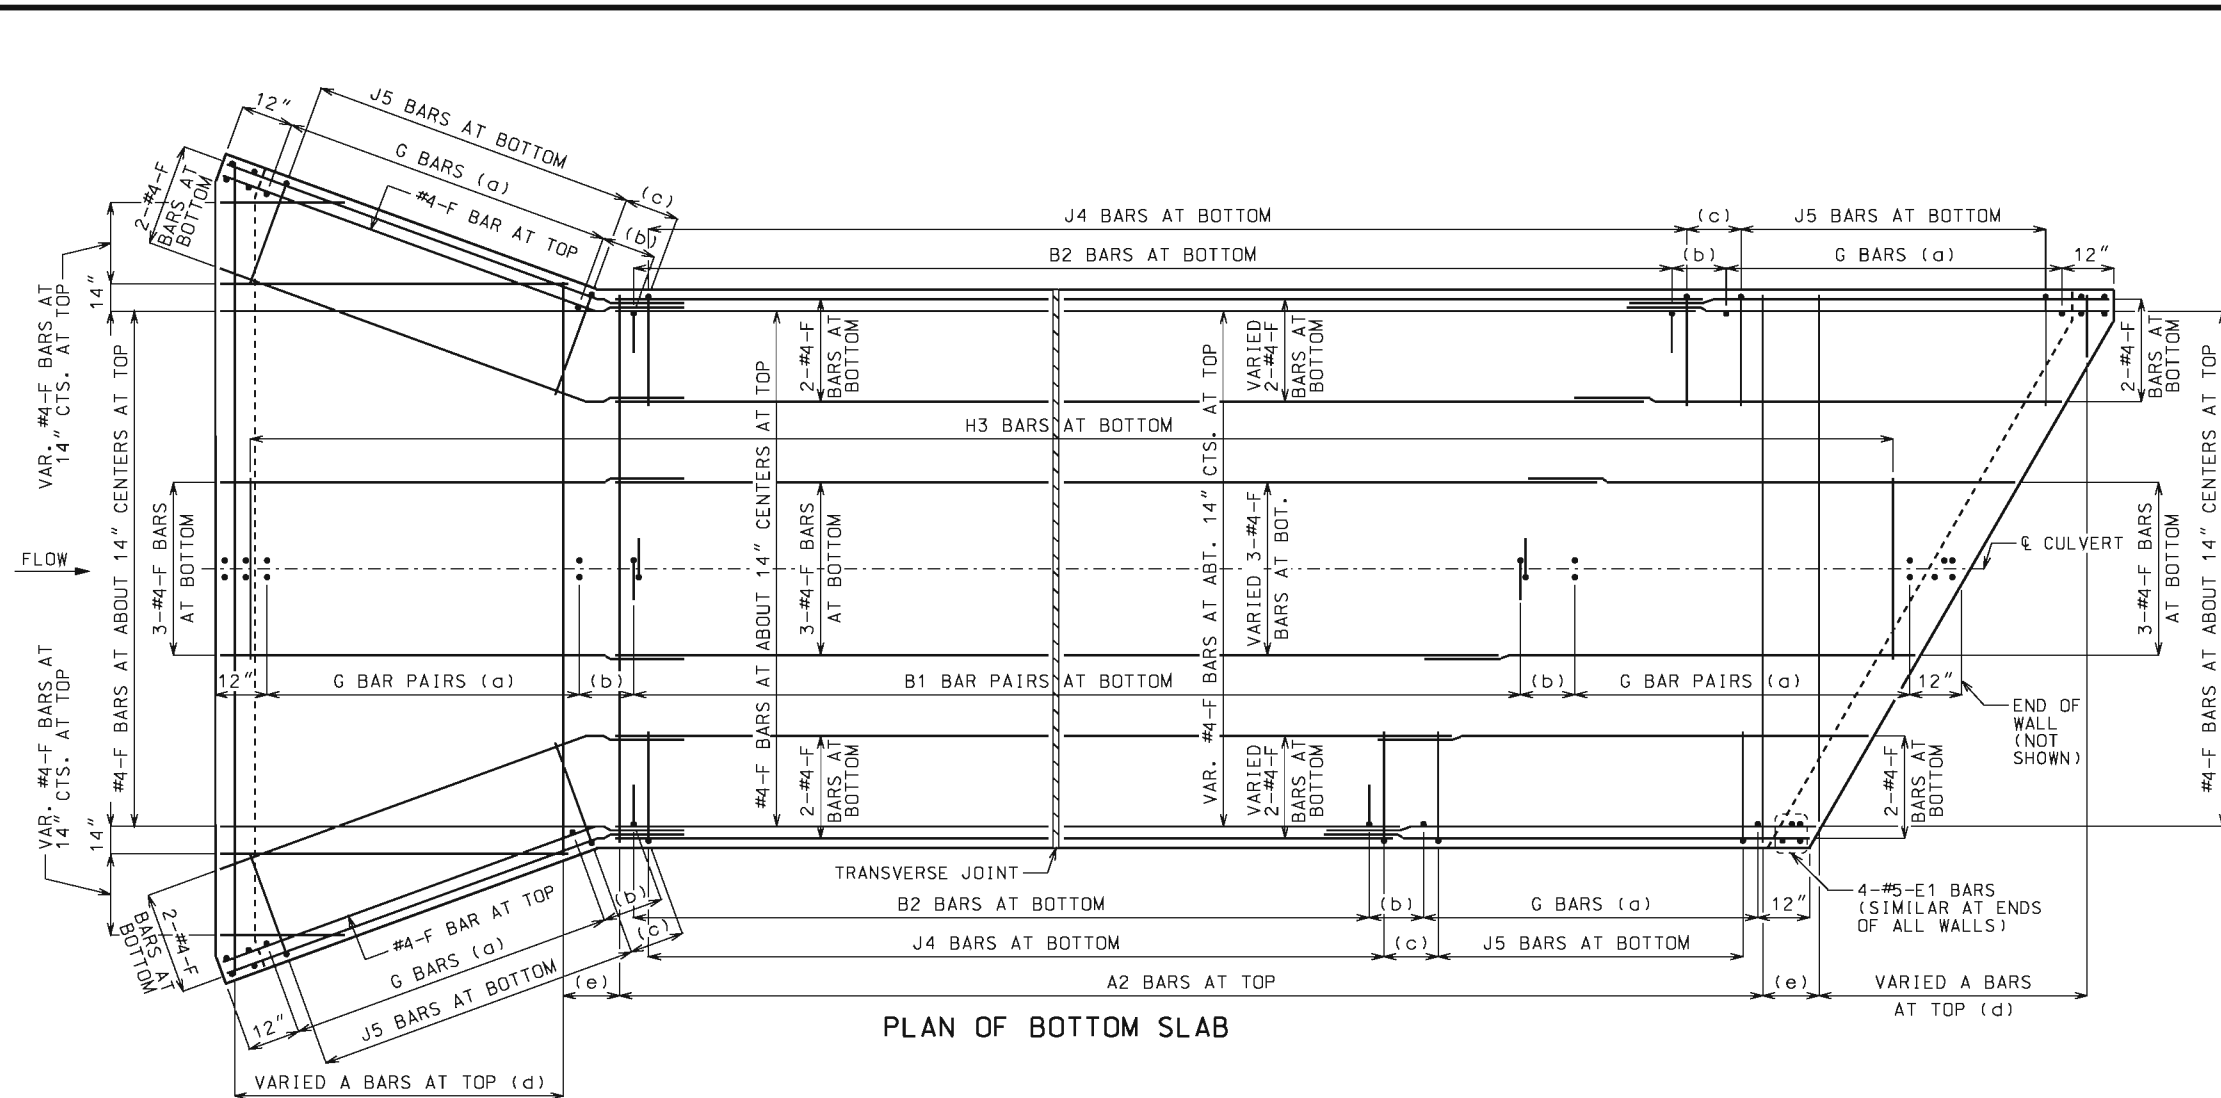 12"
J5 BARS AT BOTTOM
G BARS (a)
#4-F BAR AT TOP
(c)
(b)
2-#4-F
BARS AT
BOTTOM
J4 BARS AT BOTTOM
(c)
J5 BARS AT BOTTOM
B2 BARS AT BOTTOM
(b)
G BARS (a)
12"
VAR. #4-F BARS AT
14" CTS. AT TOP
14"
#4-F BARS AT ABOUT 14" CENTERS AT TOP
2-#4-F
BARS AT
BOTTOM
VARIED
2-#4-F
BARS AT
BOTTOM
2-#4-F
BARS AT
BOTTOM
H3 BARS AT BOTTOM
3-#4-F BARS
AT BOTTOM
#4-F BARS AT ABOUT 14" CENTERS AT TOP
3-#4-F BARS
AT BOTTOM
VAR. #4-F BARS AT ABT. 14" CTS. AT TOP
VARIED 3-#4-F
BARS AT BOT.
3-#4-F BARS
AT BOTTOM
#4-F BARS AT ABOUT 14" CENTERS AT TOP
FLOW
℄ CULVERT
12"
G BAR PAIRS (a)
(b)
B1 BAR PAIRS AT BOTTOM
(b)
G BAR PAIRS (a)
12"
END OF
WALL
(NOT
SHOWN)
VAR. #4-F BARS AT
14" CTS. AT TOP
14"
2-#4-F
BARS AT
BOTTOM
VARIED
2-#4-F
BARS AT
BOTTOM
2-#4-F
BARS AT
BOTTOM
TRANSVERSE JOINT
4-#5-E1 BARS
(SIMILAR AT ENDS
OF ALL WALLS)
2-#4-F
BARS AT
BOTTOM
#4-F BAR AT TOP
(b)
B2 BARS AT BOTTOM
(b)
G BARS (a)
12"
G BARS (a)
(c)
J4 BARS AT BOTTOM
(c)
J5 BARS AT BOTTOM
12"
J5 BARS AT BOTTOM
(e)
A2 BARS AT TOP
(e)
VARIED A BARS
AT TOP (d)
PLAN OF BOTTOM SLAB
VARIED A BARS AT TOP (d)